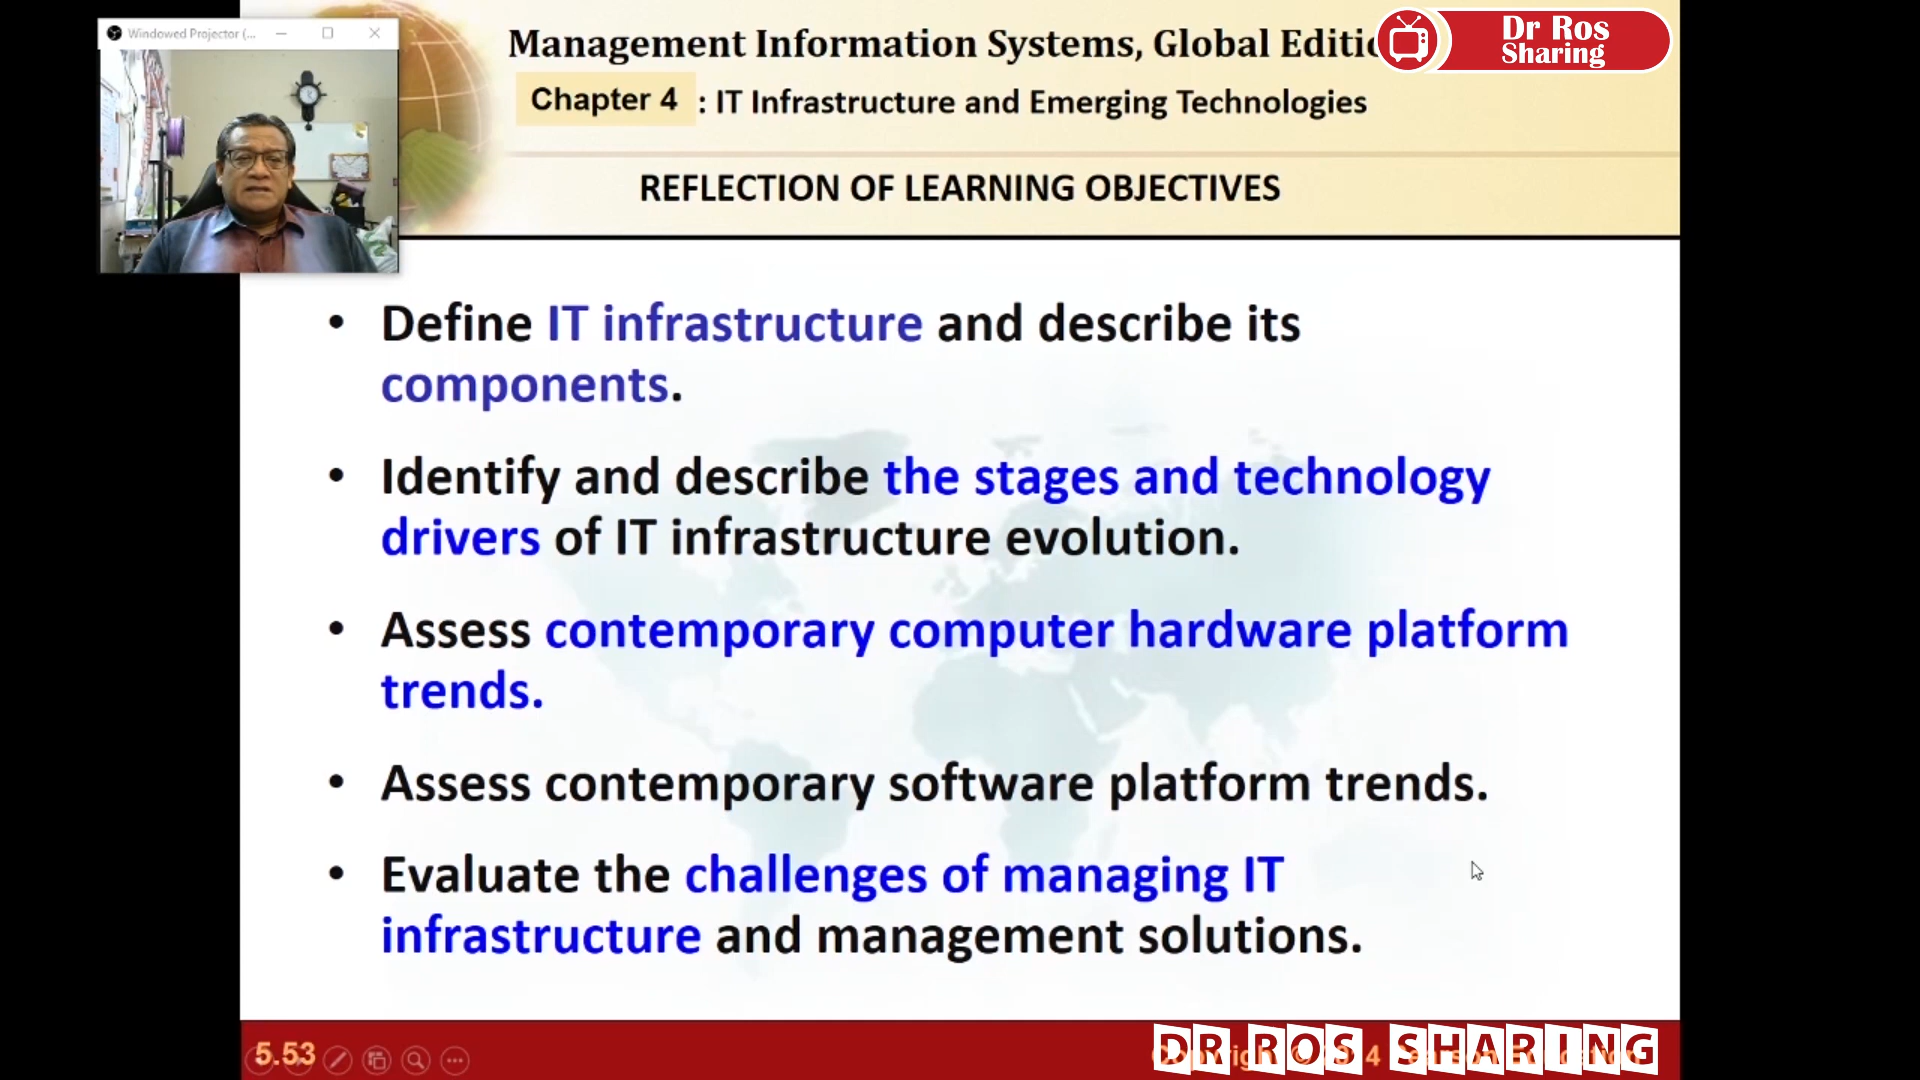 Windowed Projector (...
Management Information Systems, Global Editio
Dr Ros
Sharing
Chapter 4 : IT Infrastructure and Emerging Technologies
REFLECTION OF LEARNING OBJECTIVES
• Define IT infrastructure and describe its
components.
• Identify and describe the stages and technology
drivers of IT infrastructure evolution.
• Assess contemporary computer hardware platform
trends.
• Assess contemporary software platform trends.
• Evaluate the challenges of managing IT
infrastructure and management solutions.
5.53
DR ROS SHARING